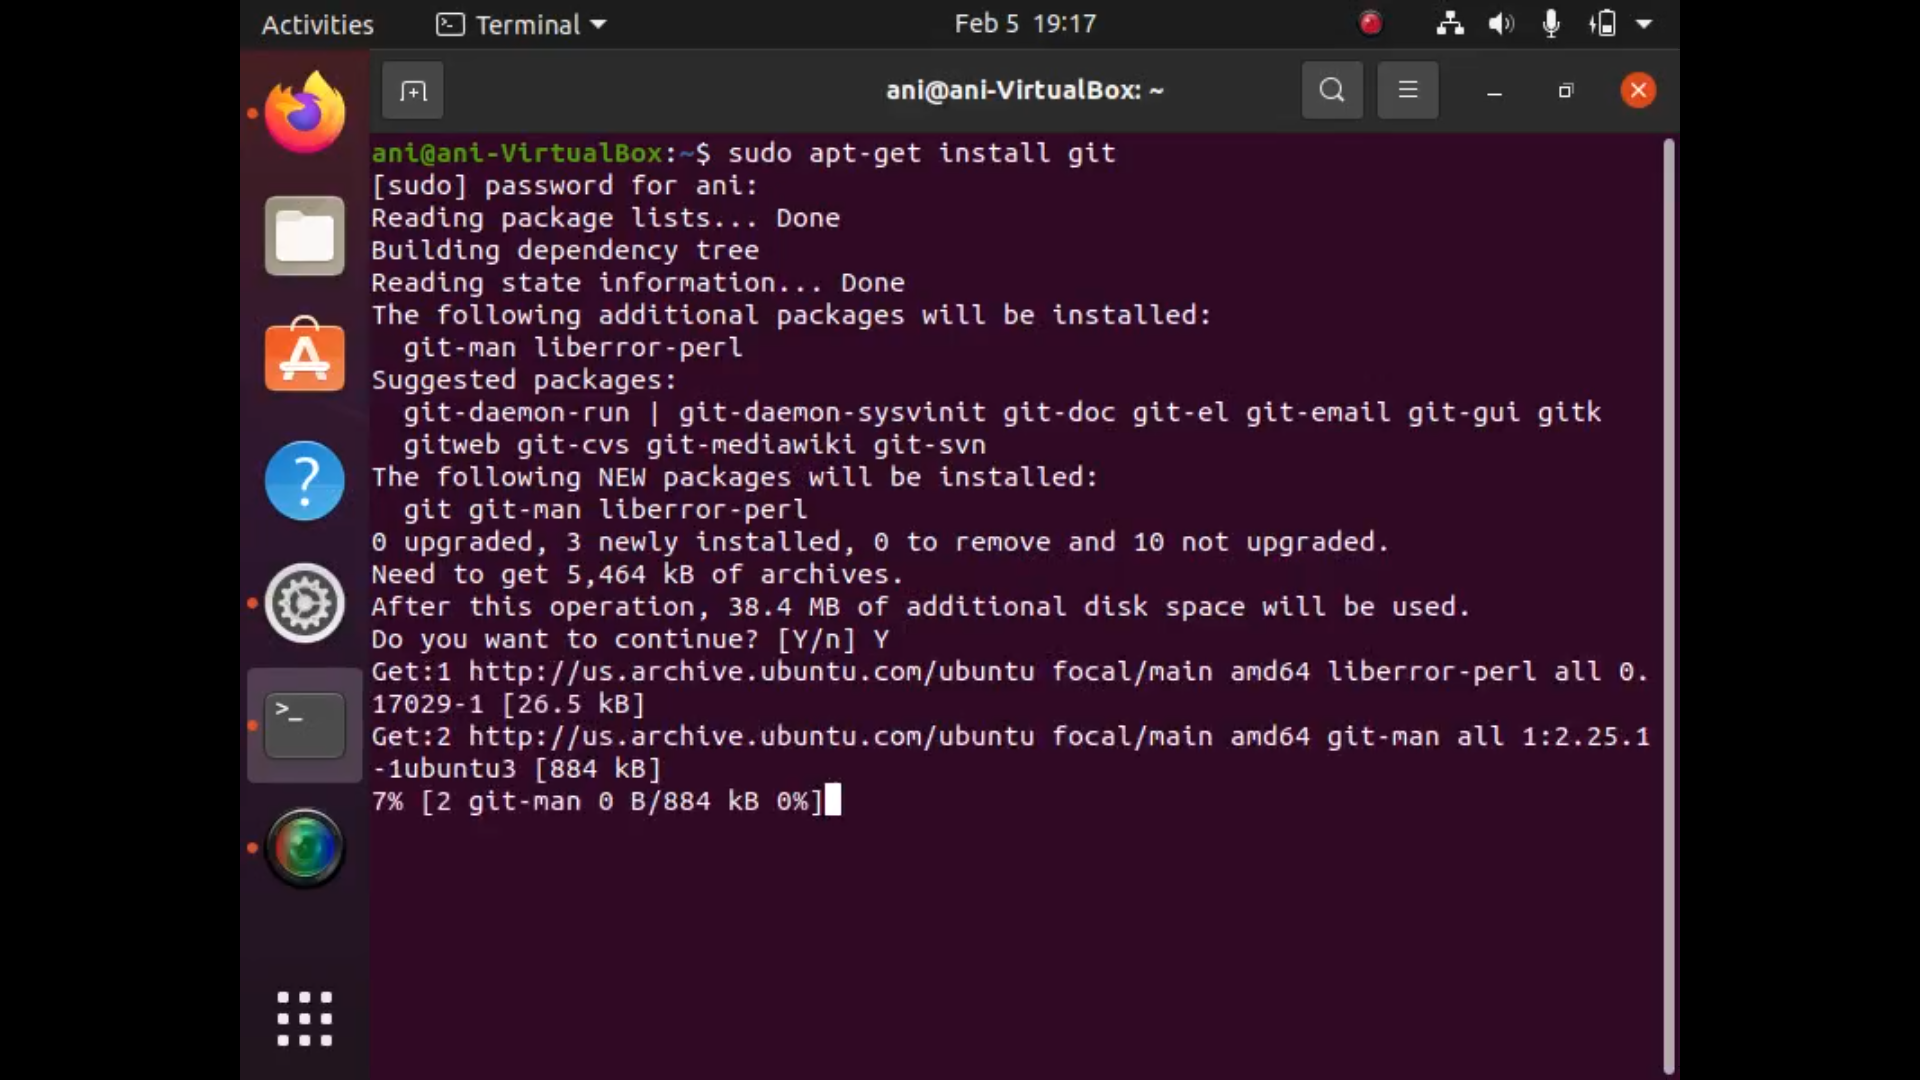 Activities
Terminal
Feb 5 19:17
ani@ani-VirtualBox: ~
ani@ani-VirtualBox:~$ sudo apt-get install git
[sudo] password for ani:
Reading package lists... Done
Building dependency tree
Reading state information... Done
The following additional packages will be installed:
  git-man liberror-perl
Suggested packages:
  git-daemon-run | git-daemon-sysvinit git-doc git-el git-email git-gui gitk
  gitweb git-cvs git-mediawiki git-svn
The following NEW packages will be installed:
  git git-man liberror-perl
0 upgraded, 3 newly installed, 0 to remove and 10 not upgraded.
Need to get 5,464 kB of archives.
After this operation, 38.4 MB of additional disk space will be used.
Do you want to continue? [Y/n] Y
Get:1 http://us.archive.ubuntu.com/ubuntu focal/main amd64 liberror-perl all 0.
17029-1 [26.5 kB]
Get:2 http://us.archive.ubuntu.com/ubuntu focal/main amd64 git-man all 1:2.25.1
-1ubuntu3 [884 kB]
7% [2 git-man 0 B/884 kB 0%]